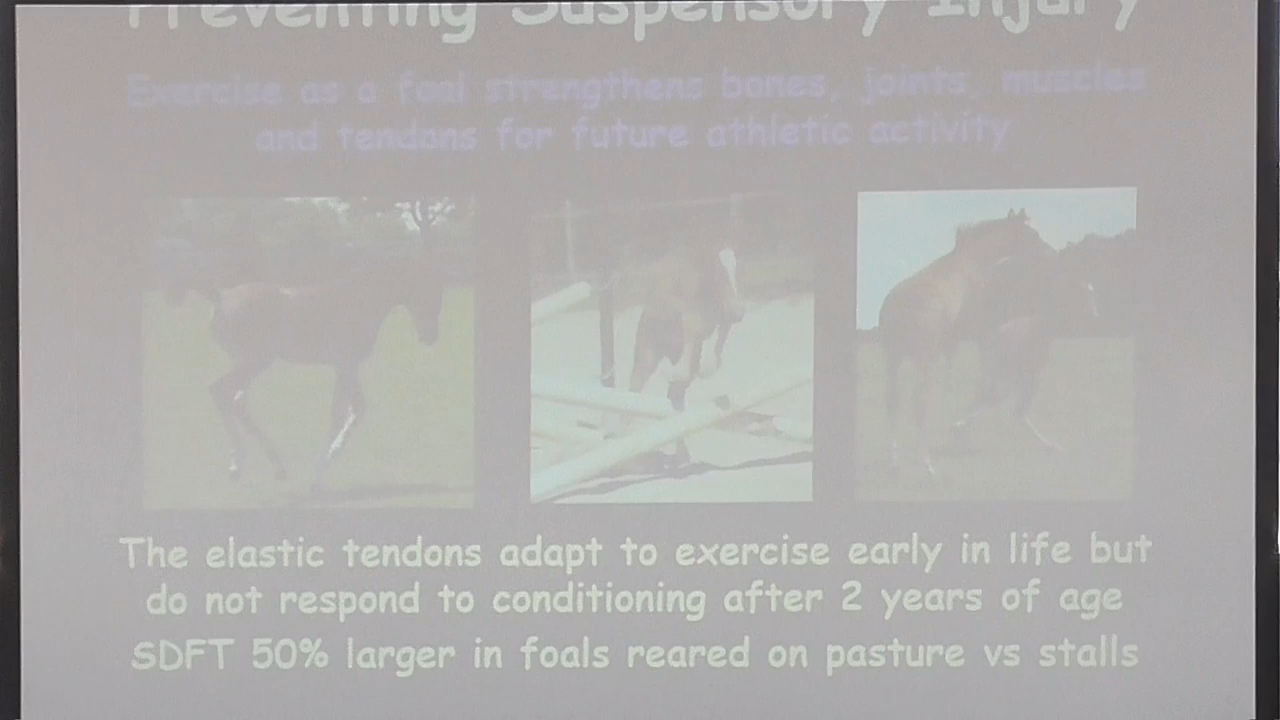 Preventing Suspensory Injury
Exercise as a foal strengthens bones, joints, muscles
and tendons for future athletic activity
The elastic tendons adapt to exercise early in life but
do not respond to conditioning after 2 years of age
SDFT 50% larger in foals reared on pasture vs stalls